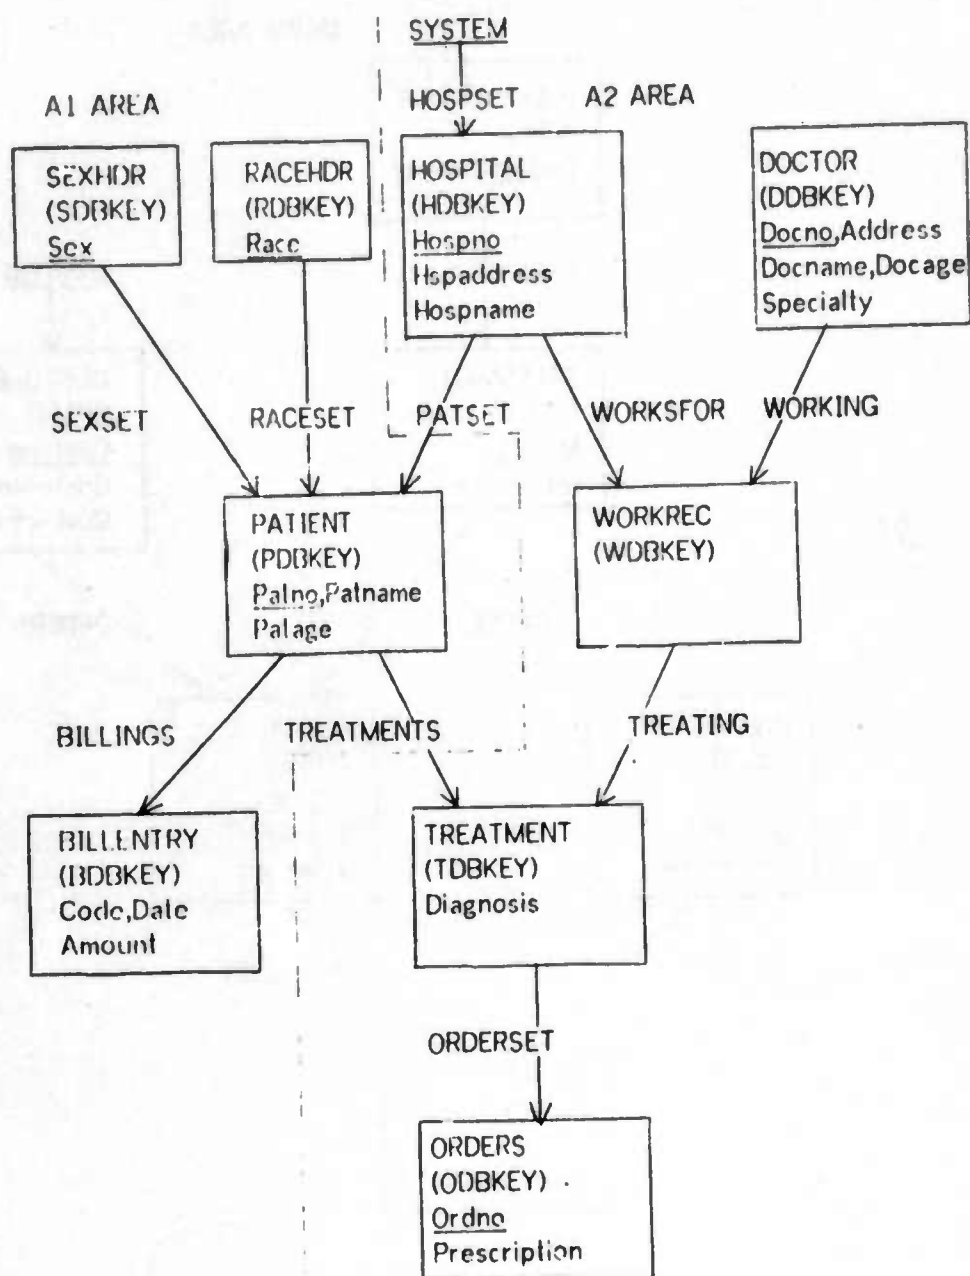 SYSTEM
A1 AREA
HOSPSET
A2 AREA
SEXHDR
(SDBKEY)
Sex
RACEHDR
(RDBKEY)
Race
HOSPITAL
(HDBKEY)
Hospno
Hspaddress
Hospname
DOCTOR
(DDBKEY)
Docno,Address
Docname,Docage
Specialty
SEXSET
RACESET
PATSET
WORKSFOR
WORKING
PATIENT
(PDBKEY)
Patno,Patname
Patage
WORKREC
(WDBKEY)
BILLINGS
TREATMENTS
TREATING
BILLENTRY
(BDBKEY)
Code,Date
Amount
TREATMENT
(TDBKEY)
Diagnosis
ORDERSET
ORDERS
(ODBKEY)
Ordno
Prescription